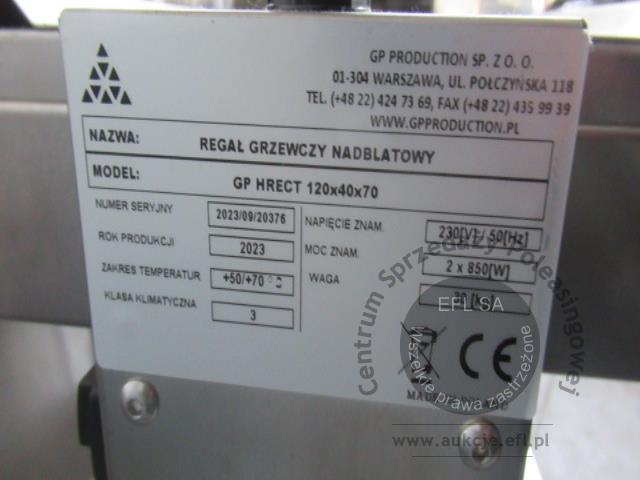 GP PRODUCTION SP. Z O. O.
01-304 WARSZAWA, UL. POŁCZYŃSKA 118
TEL. (+48 22) 424 73 69, FAX (+48 22) 435 99 39
WWW.GPPRODUCTION.PL
NAZWA: REGAŁ GRZEWCZY NADBLATOWY
MODEL: GP HRECT 120x40x70
NUMER SERYJNY 2023/09/20376 NAPIĘCIE ZNAM. 230[V] / 50[Hz]
ROK PRODUKCJI 2023 MOC ZNAM. 2 x 850[W]
ZAKRES TEMPERATUR +50/+70 °C WAGA
KLASA KLIMATYCZNA 3
CE
MADE
Centrum Sprzedaży Poleasingowej
EFL SA
Wszelkie prawa zastrzeżone
www.aukcje.efl.pl